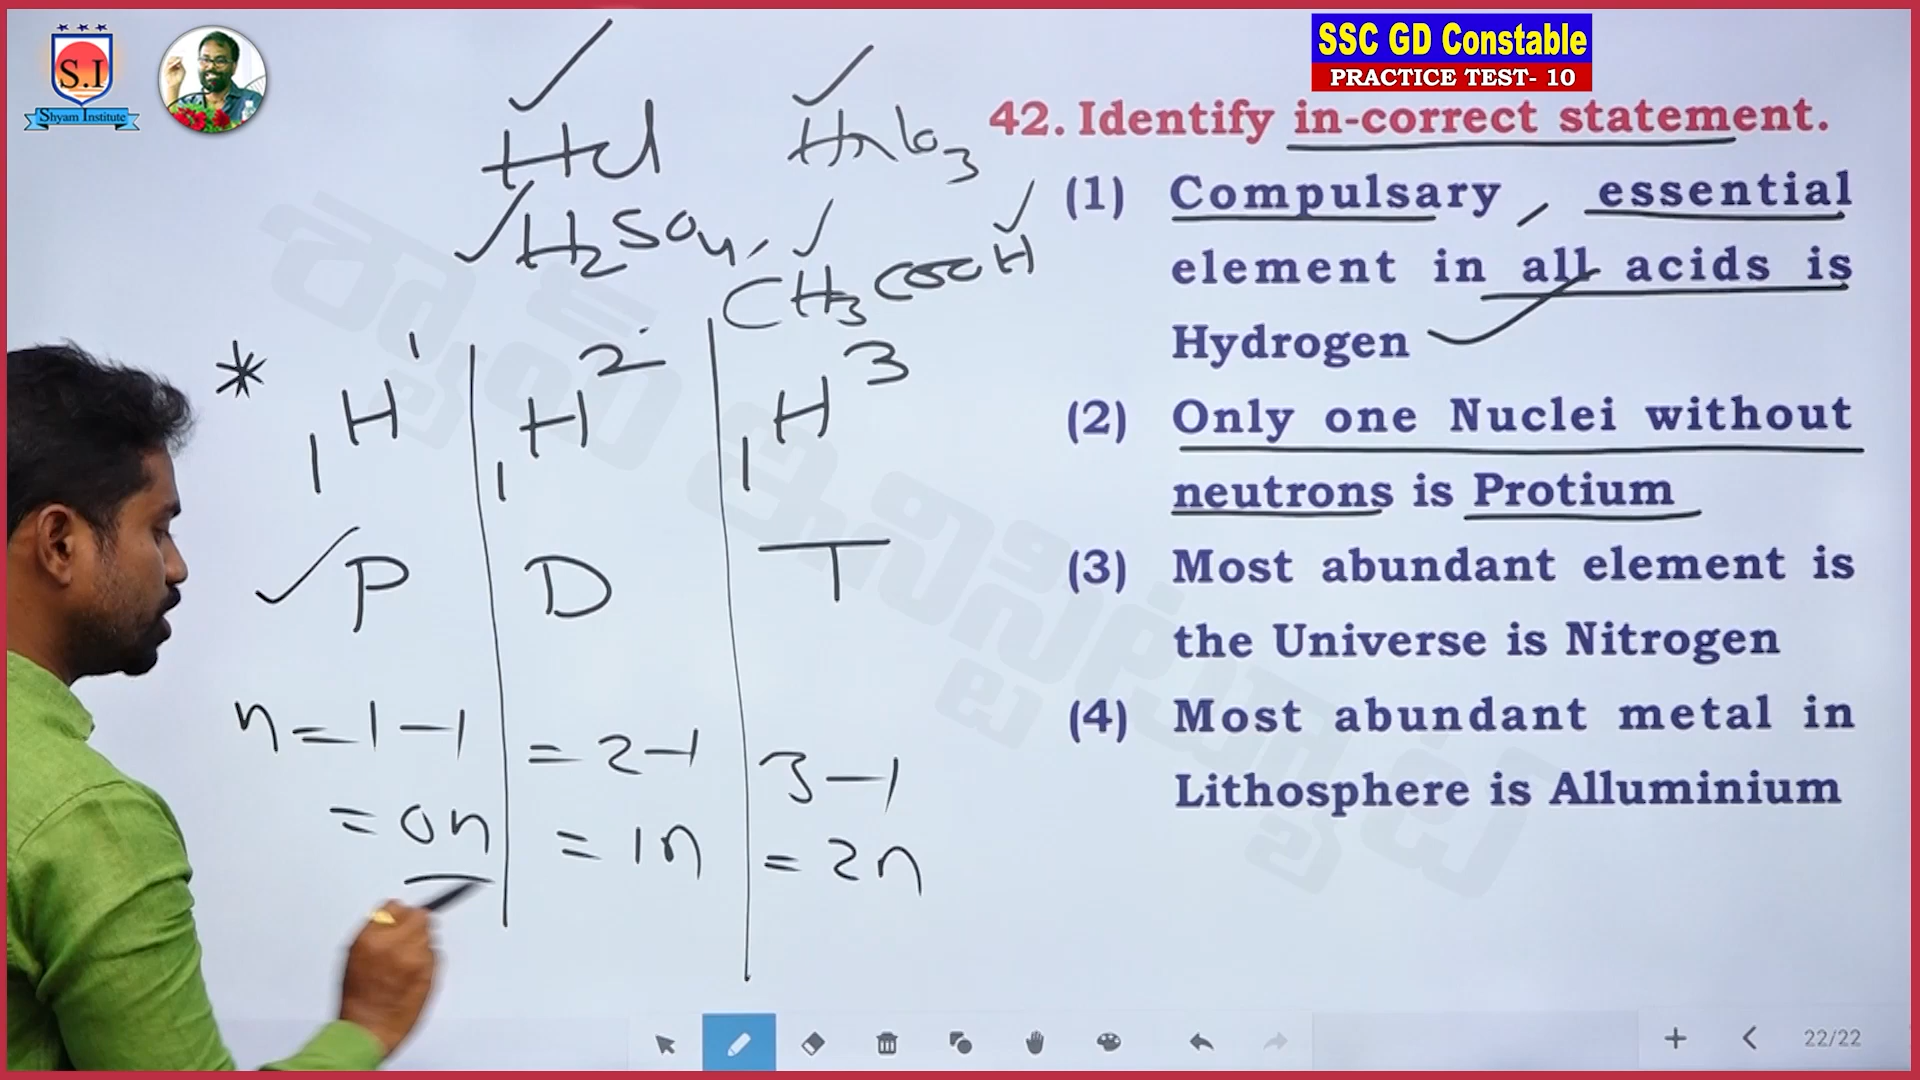 S.I
Shyam Institute
SSC GD Constable
PRACTICE TEST- 10
42. Identify in-correct statement.
(1) Compulsary , essential
element in all acids is
Hydrogen
(2) Only one Nuclei without
neutrons is Protium
(3) Most abundant element is
the Universe is Nitrogen
(4) Most abundant metal in
Lithosphere is Alluminium
HCl HNO3
H2SO4, CH3COOH
* 1H1 1H2 1H3
P D T
n = 1 - 1 = 2 - 1 3 - 1
= 0n = 1n = 2n
22/22